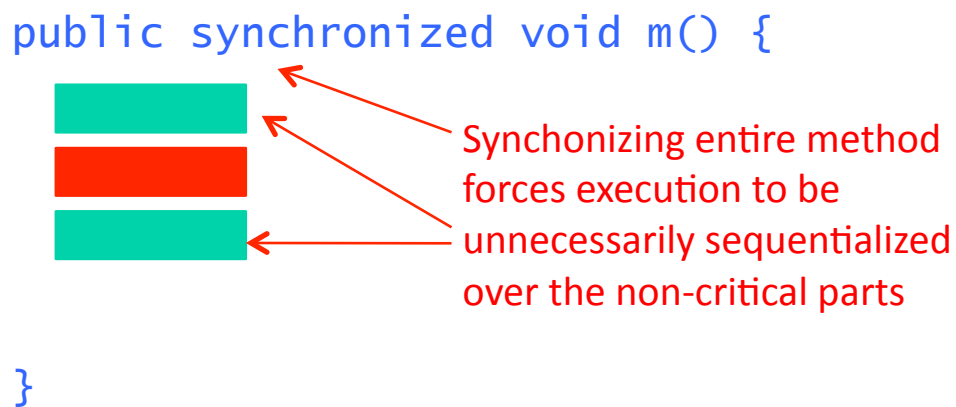 public synchronized void m() {
Synchonizing entire method
forces execution to be
unnecessarily sequentialized
over the non-critical parts
}